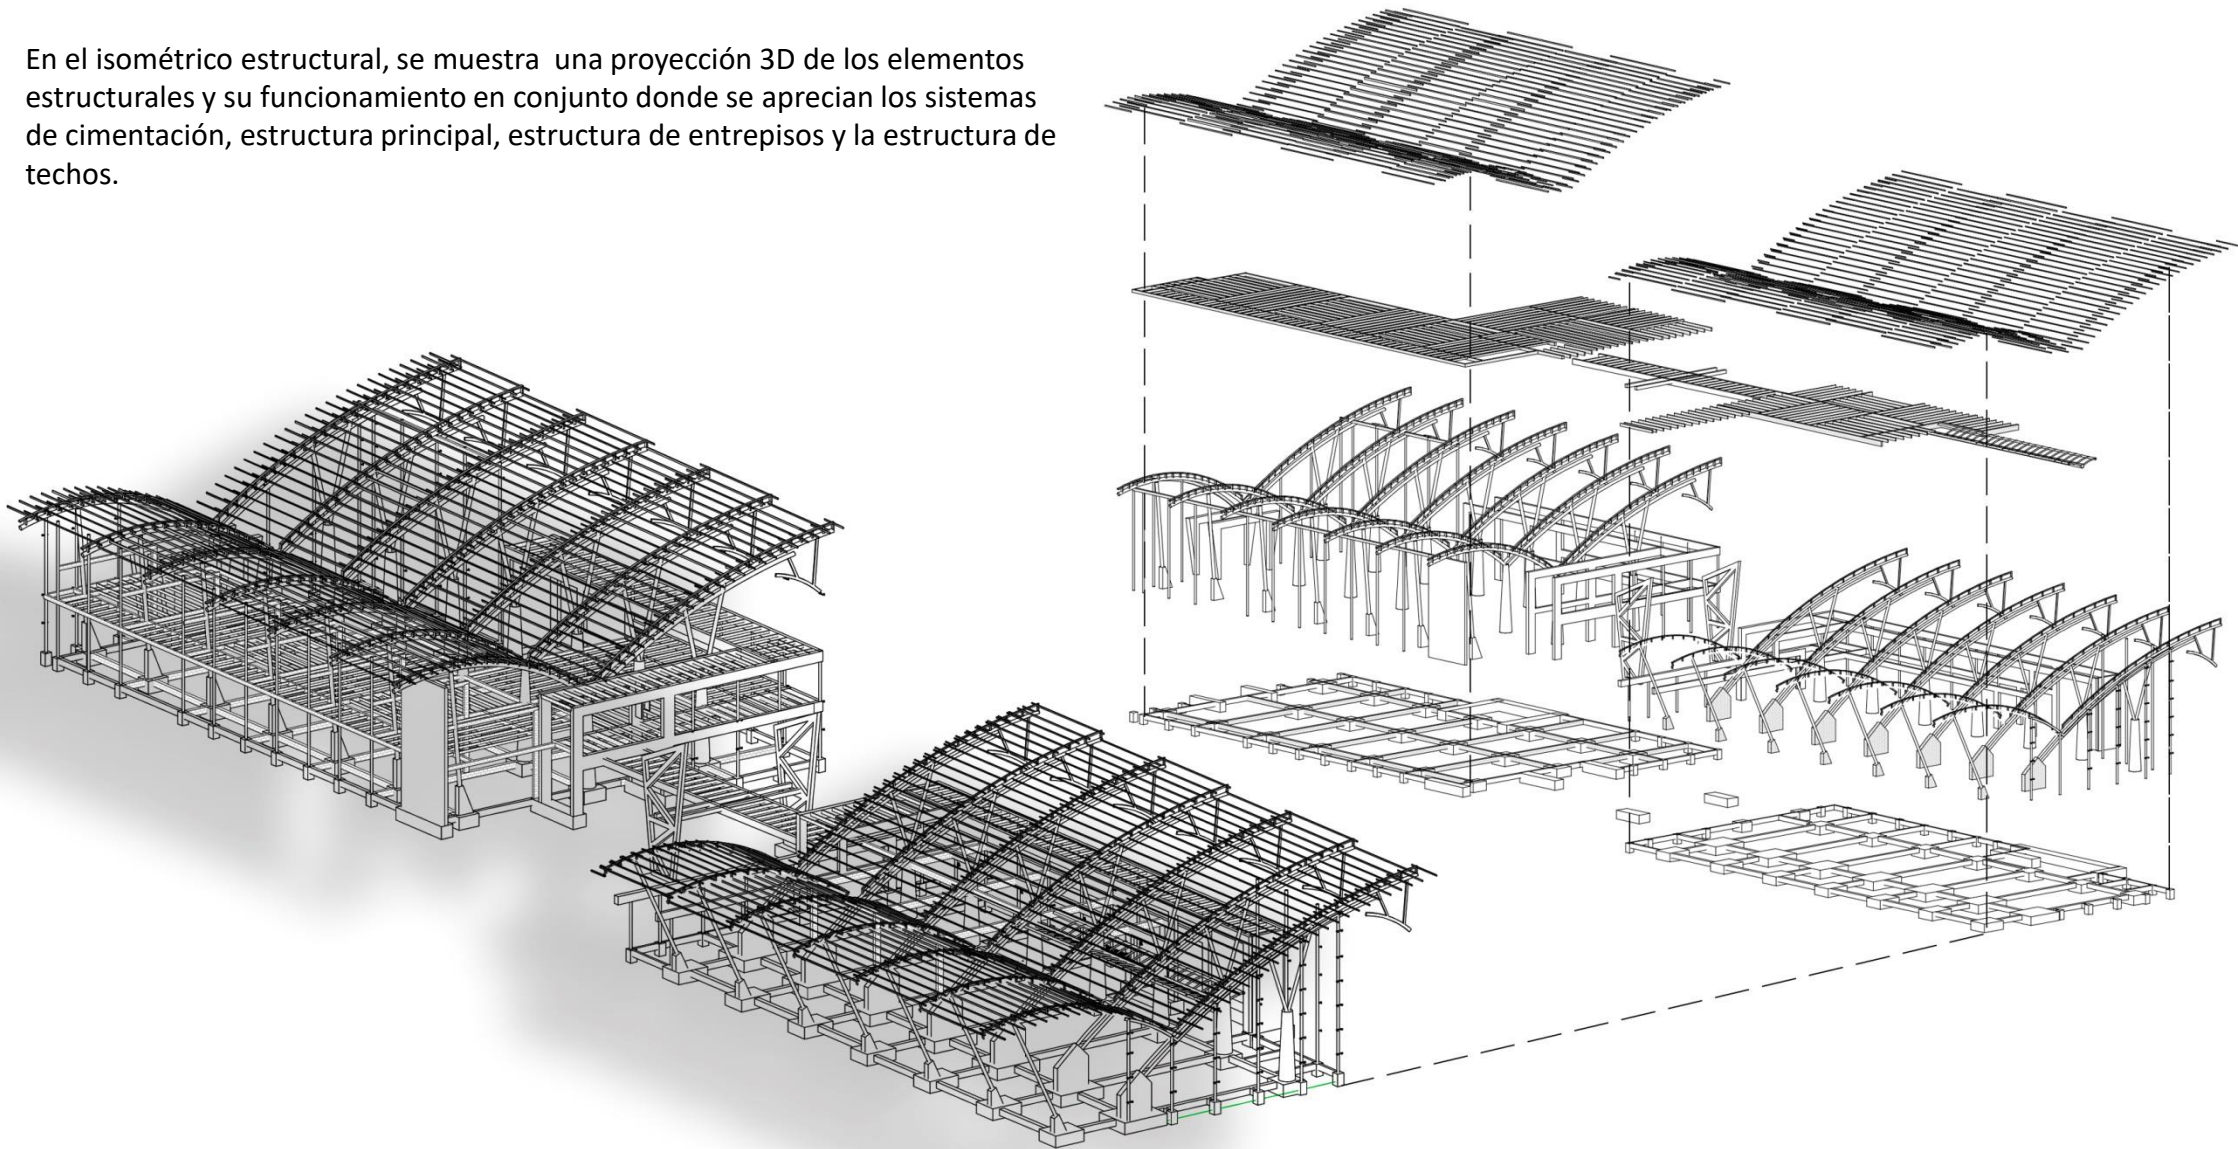 En el isométrico estructural, se muestra  una proyección 3D de los elementos
estructurales y su funcionamiento en conjunto donde se aprecian los sistemas
de cimentación, estructura principal, estructura de entrepisos y la estructura de
techos.